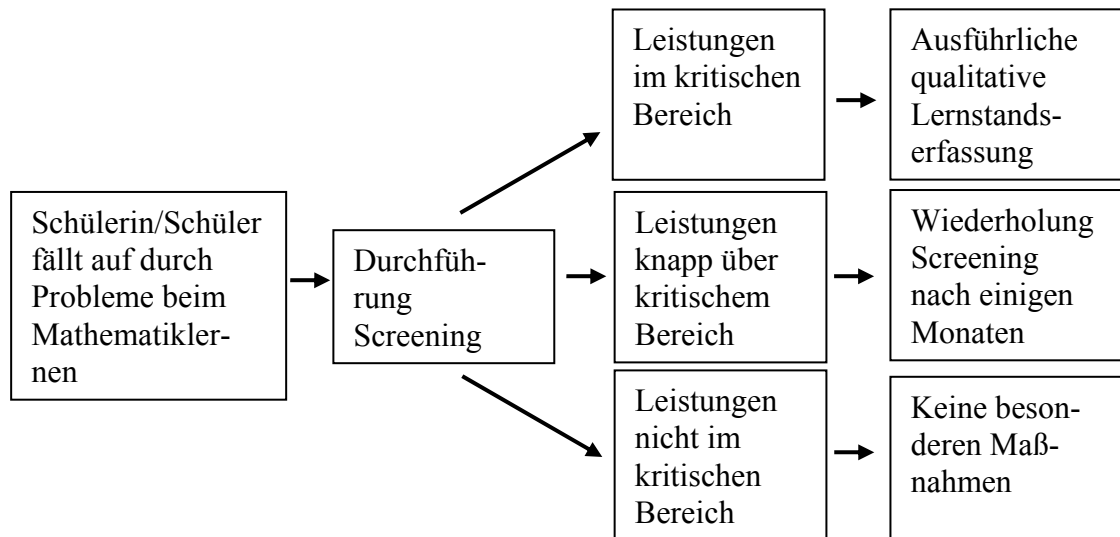 Schülerin/Schüler
fällt auf durch
Probleme beim
Mathematikler-
nen
Durchfüh-
rung
Screening
Leistungen
im kritischen
Bereich
Ausführliche
qualitative
Lernstands-
erfassung
Leistungen
knapp über
kritischem
Bereich
Wiederholung
Screening
nach einigen
Monaten
Leistungen
nicht im
kritischen
Bereich
Keine beson-
deren Maß-
nahmen